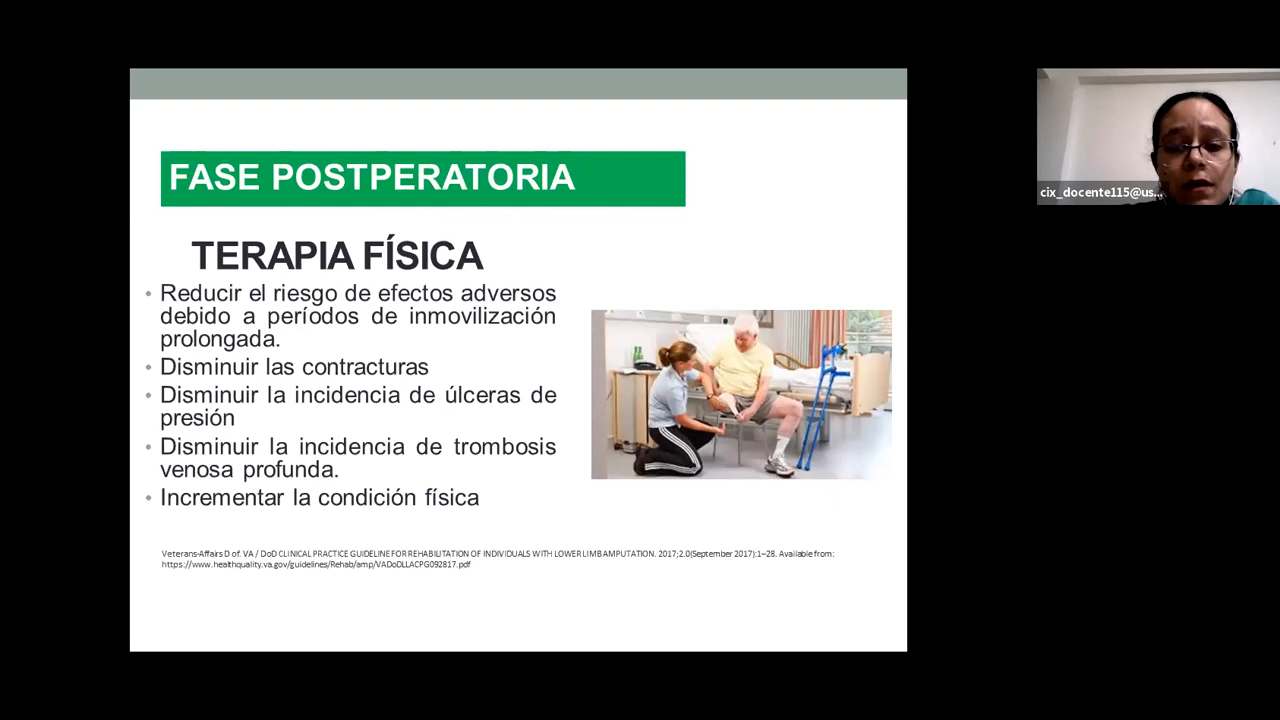 FASE POSTPERATORIA
TERAPIA FÍSICA
• Reducir el riesgo de efectos adversos
debido a períodos de inmovilización
prolongada.
• Disminuir las contracturas
• Disminuir la incidencia de úlceras de
presión
• Disminuir la incidencia de trombosis
venosa profunda.
• Incrementar la condición física
Veterans-Affairs D of. VA / DoD CLINICAL PRACTICE GUIDELINE FOR REHABILITATION OF INDIVIDUALS WITH LOWER LIMB AMPUTATION. 2017;2.0(September 2017):1–28. Available from:
https://www.healthquality.va.gov/guidelines/Rehab/amp/VADoDLLACPG092817.pdf
cix_docente115@us...